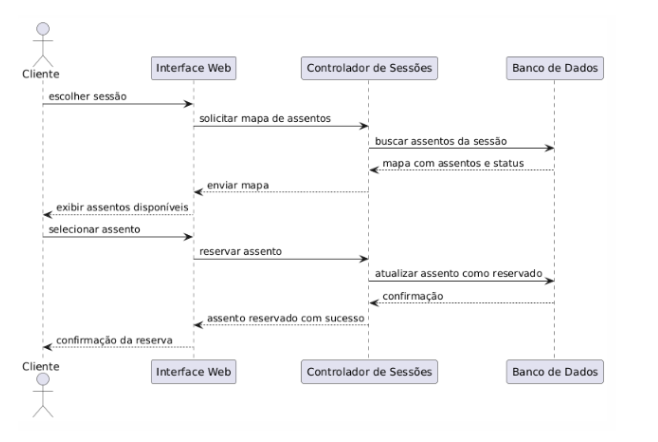 Cliente
Interface Web
Controlador de Sessões
Banco de Dados
escolher sessão
solicitar mapa de assentos
buscar assentos da sessão
mapa com assentos e status
enviar mapa
exibir assentos disponíveis
selecionar assento
reservar assento
atualizar assento como reservado
confirmação
assento reservado com sucesso
confirmação da reserva
Cliente
Interface Web
Controlador de Sessões
Banco de Dados